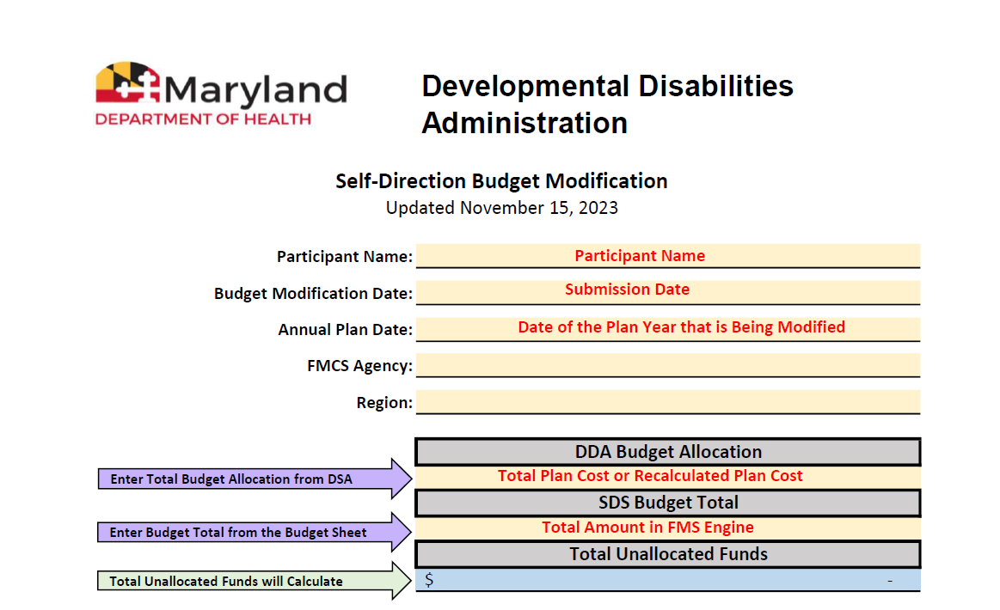 Maryland
DEPARTMENT OF HEALTH
Developmental Disabilities
Administration
Self-Direction Budget Modification
Updated November 15, 2023
Participant Name: Participant Name
Budget Modification Date: Submission Date
Annual Plan Date: Date of the Plan Year that is Being Modified
FMCS Agency:
Region:
DDA Budget Allocation
Enter Total Budget Allocation from DSA Total Plan Cost or Recalculated Plan Cost
SDS Budget Total
Enter Budget Total from the Budget Sheet Total Amount in FMS Engine
Total Unallocated Funds
Total Unallocated Funds will Calculate $ -